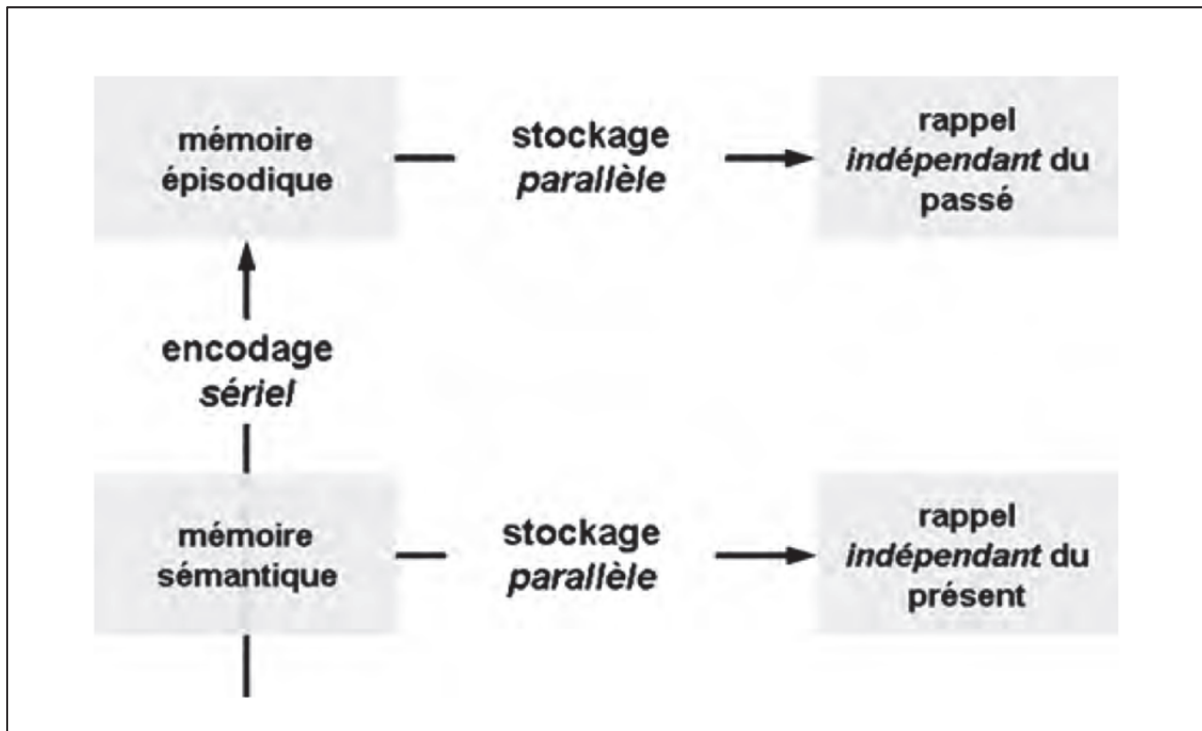 mémoire
épisodique
stockage
parallèle
rappel
indépendant du
passé
encodage
sériel
mémoire
sémantique
stockage
parallèle
rappel
indépendant du
présent